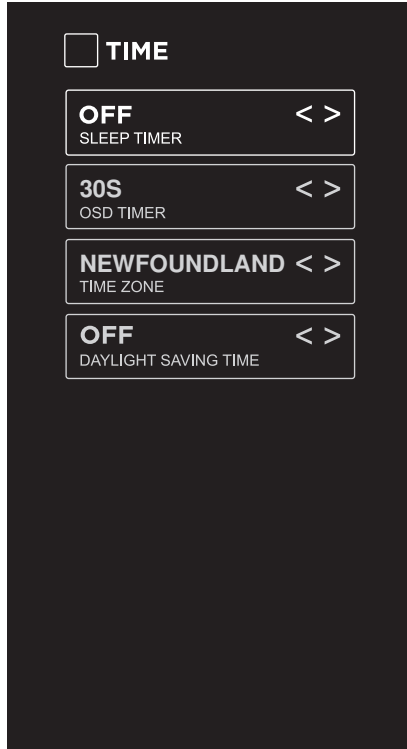 TIME
OFF < >
SLEEP TIMER
30S < >
OSD TIMER
NEWFOUNDLAND < >
TIME ZONE
OFF < >
DAYLIGHT SAVING TIME